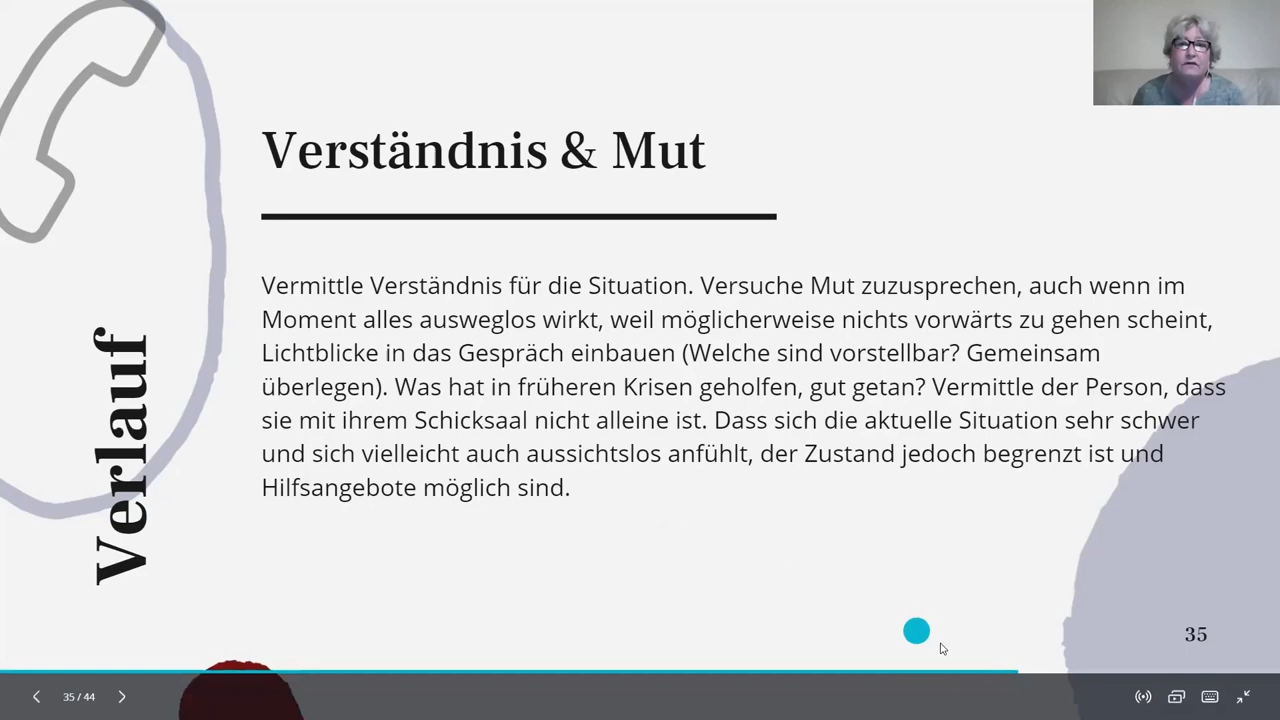 Verständnis & Mut
Vermittle Verständnis für die Situation. Versuche Mut zuzusprechen, auch wenn im
Moment alles ausweglos wirkt, weil möglicherweise nichts vorwärts zu gehen scheint,
Lichtblicke in das Gespräch einbauen (Welche sind vorstellbar? Gemeinsam
überlegen). Was hat in früheren Krisen geholfen, gut getan? Vermittle der Person, dass
sie mit ihrem Schicksaal nicht alleine ist. Dass sich die aktuelle Situation sehr schwer
und sich vielleicht auch aussichtslos anfühlt, der Zustand jedoch begrenzt ist und
Hilfsangebote möglich sind.
Verlauf
35
35 / 44